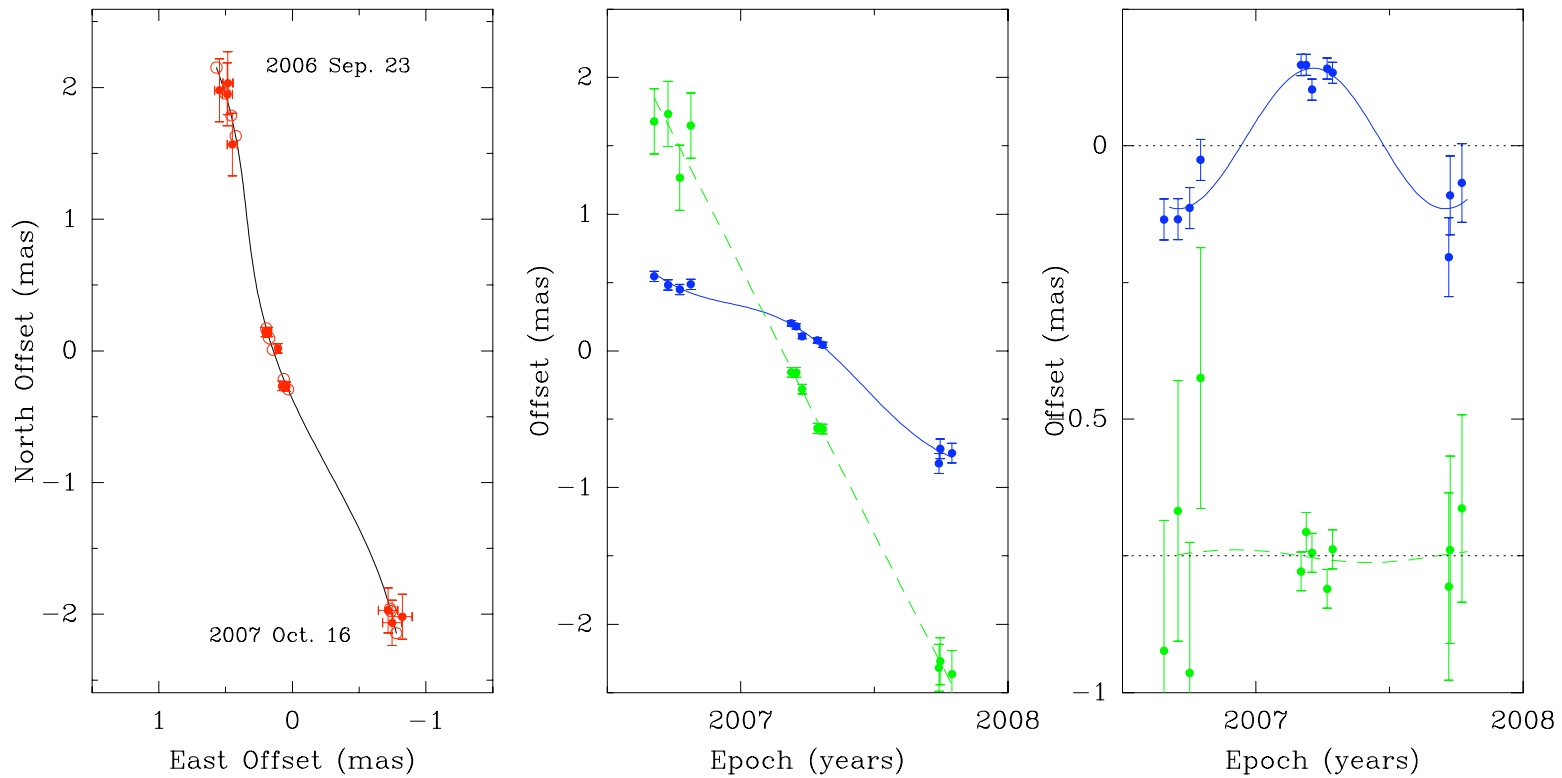 2006 Sep. 23
2007 Oct. 16
2
1
0
−1
−2
1
0
−1
North Offset (mas)
East Offset (mas)
2
1
0
−1
−2
2007
2008
Offset (mas)
Epoch (years)
0
0.5
−1
2007
2008
Offset (mas)
Epoch (years)